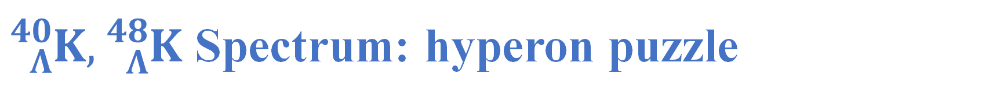 ⁴⁰ΛK, ⁴⁸ΛK Spectrum: hyperon puzzle